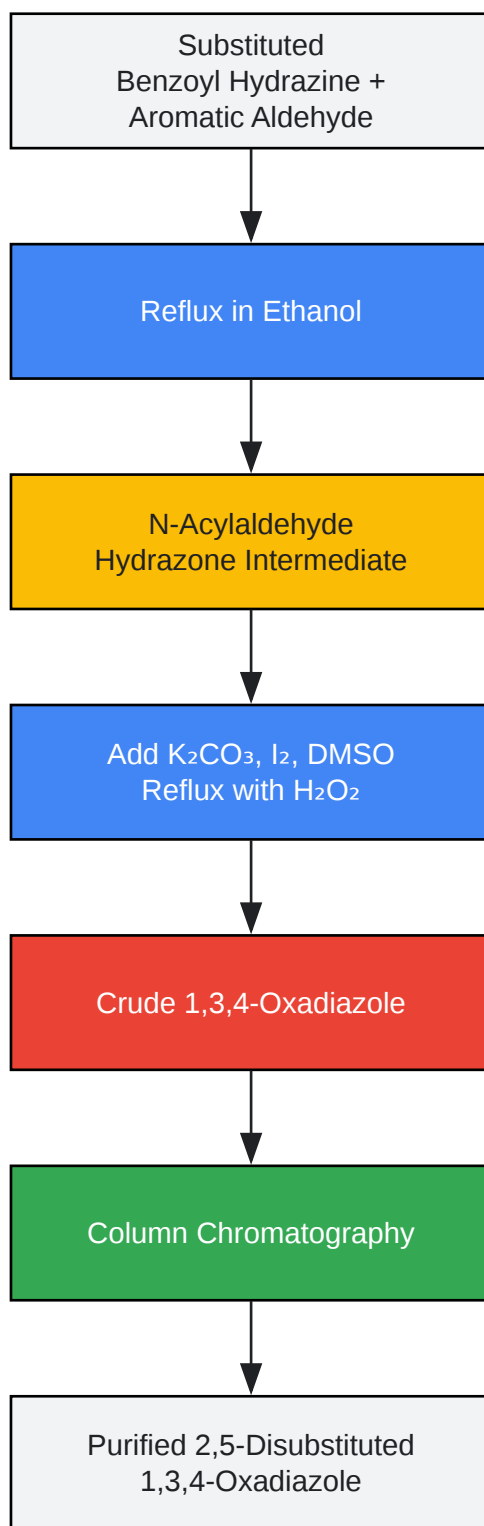 Substituted
Benzoyl Hydrazine +
Aromatic Aldehyde
Reflux in Ethanol
N-Acylaldehyde
Hydrazone Intermediate
Add K₂CO₃, I₂, DMSO
Reflux with H₂O₂
Crude 1,3,4-Oxadiazole
Column Chromatography
Purified 2,5-Disubstituted
1,3,4-Oxadiazole